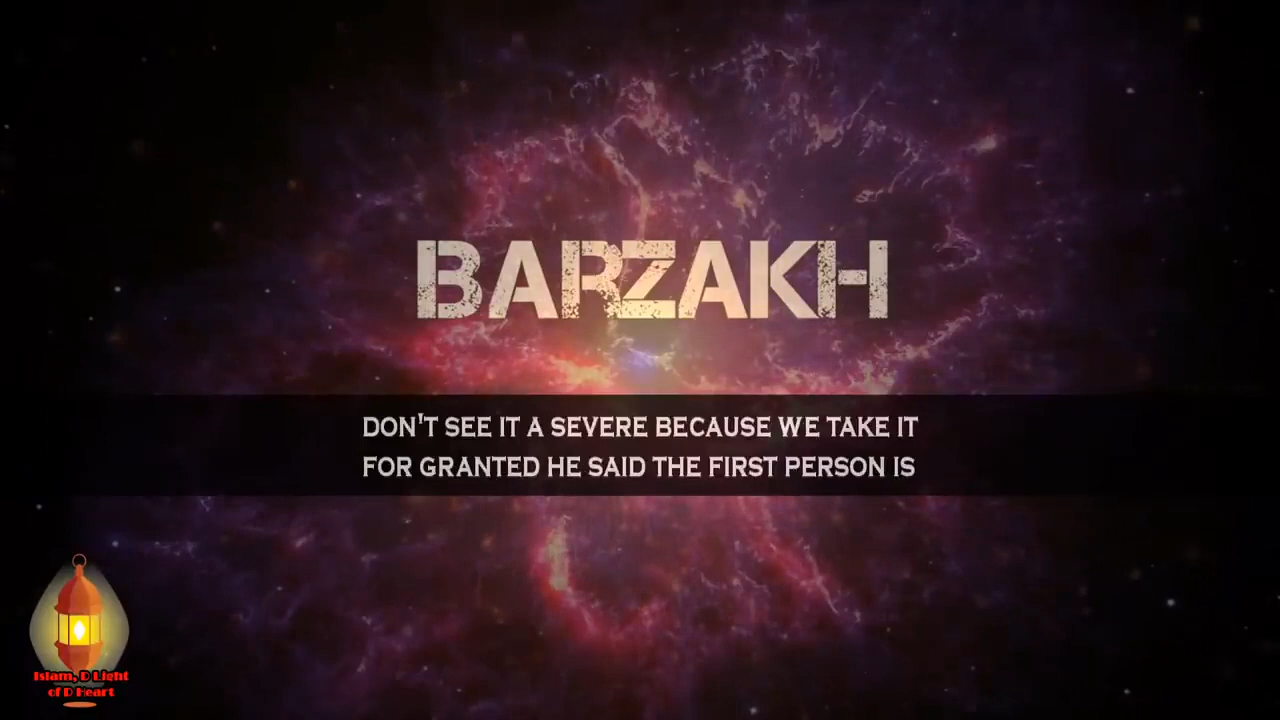 BARZAKH
DON'T SEE IT A SEVERE BECAUSE WE TAKE IT
FOR GRANTED HE SAID THE FIRST PERSON IS
Islam, D Light
of D Heart